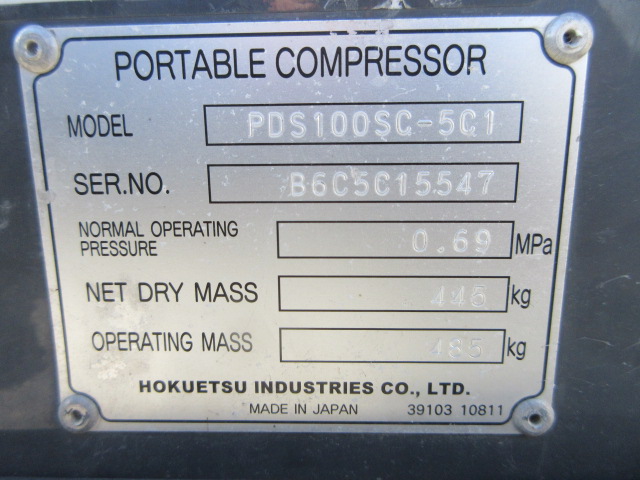 PORTABLE COMPRESSOR
MODEL PDS100SC-5C1
SER.NO. B6C5C15547
NORMAL OPERATING PRESSURE 0.69 MPa
NET DRY MASS 445 kg
OPERATING MASS 485 kg
HOKUETSU INDUSTRIES CO., LTD.
MADE IN JAPAN 39103 10811